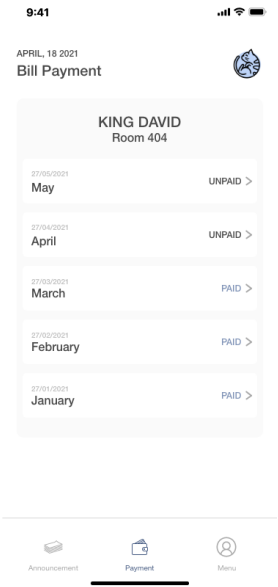 9:41
APRIL, 18 2021
Bill Payment
KING DAVID
Room 404
27/05/2021
May
UNPAID >
27/04/2021
April
UNPAID >
27/03/2021
March
PAID >
27/02/2021
February
PAID >
27/01/2021
January
PAID >
Announcement
Payment
Menu